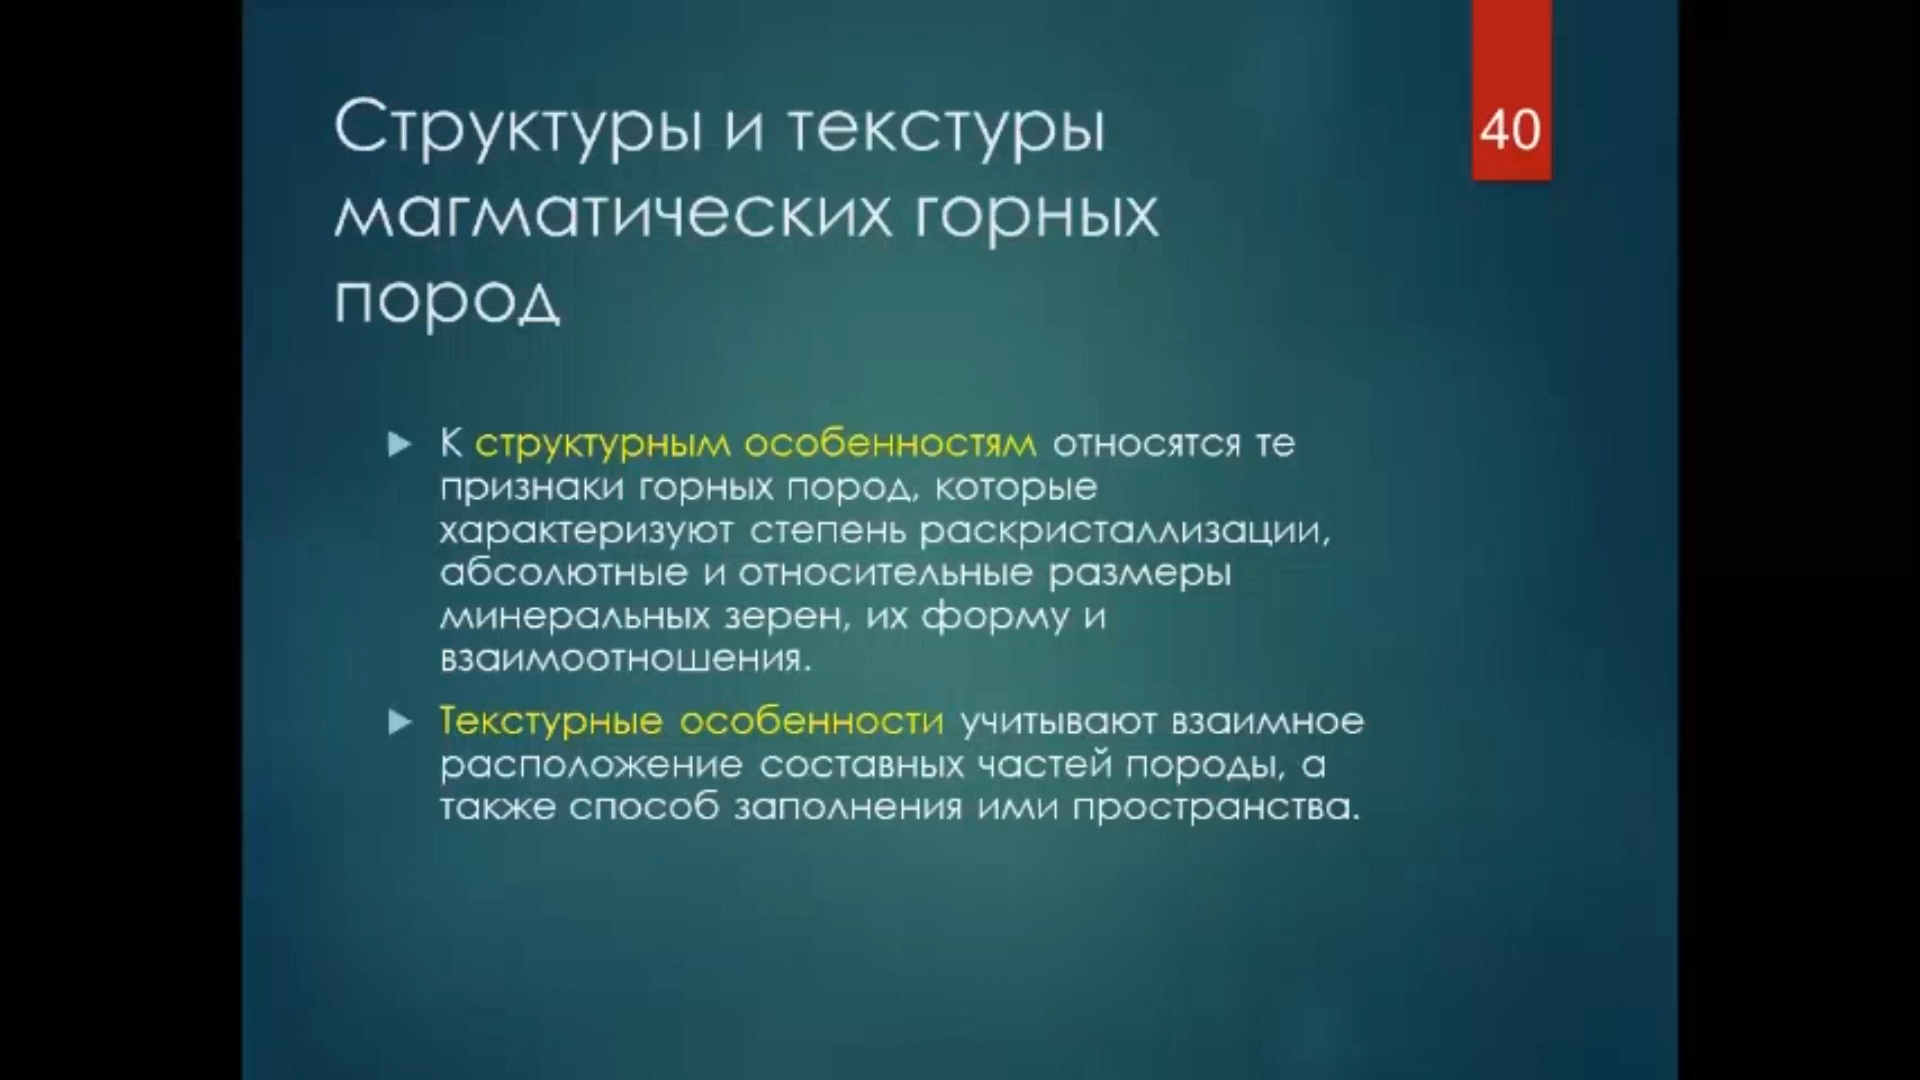 Структуры и текстуры
магматических горных
пород
40
К структурным особенностям относятся те
признаки горных пород, которые
характеризуют степень раскристаллизации,
абсолютные и относительные размеры
минеральных зерен, их форму и
взаимоотношения.
Текстурные особенности учитывают взаимное
расположение составных частей породы, а
также способ заполнения ими пространства.